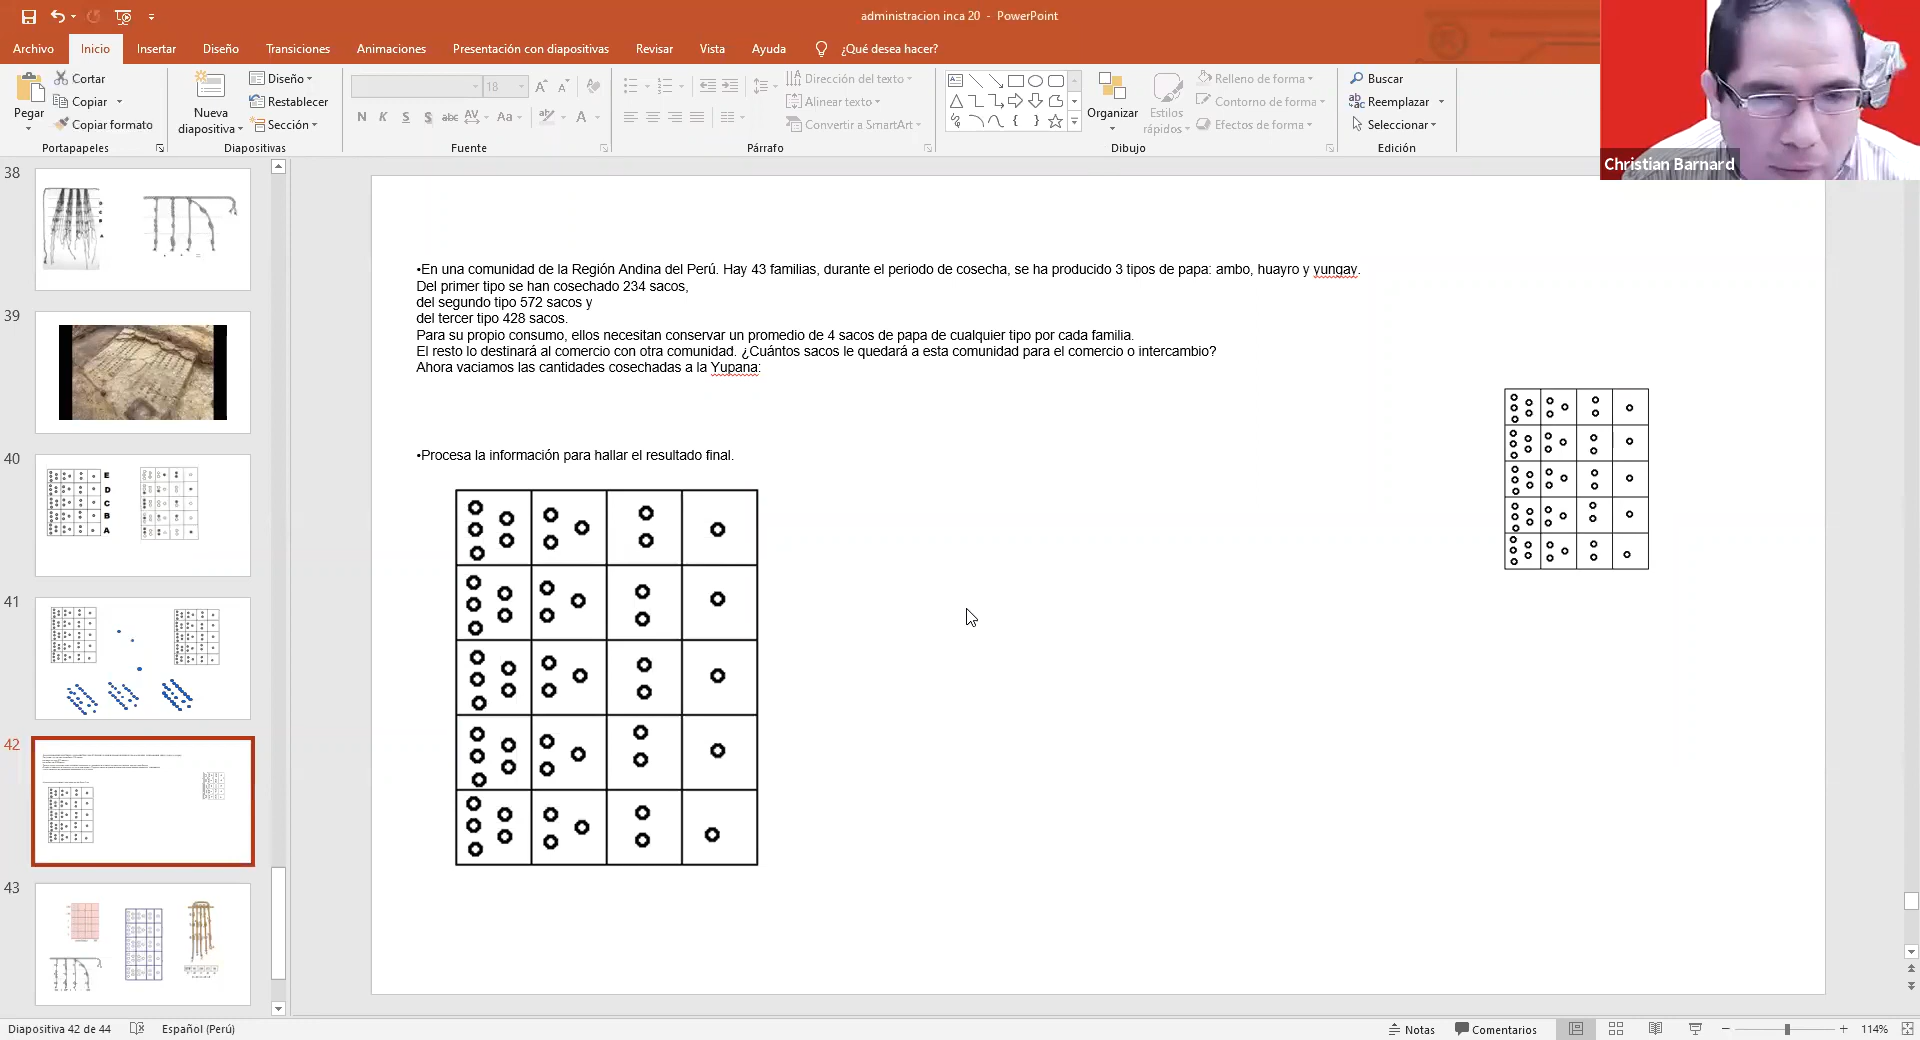 administracion inca 20 - PowerPoint
Archivo Inicio Insertar Diseño Transiciones Animaciones Presentación con diapositivas Revisar Vista Ayuda ¿Qué desea hacer?
Pegar
Cortar
Copiar
Copiar formato
Portapapeles
Nueva
diapositiva
Diseño
Restablecer
Sección
Diapositivas
18
N K S S abc AV Aa A
Fuente
Dirección del texto
Alinear texto
Convertir a SmartArt
Párrafo
Organizar
Estilos
rápidos
Relleno de forma
Contorno de forma
Efectos de forma
Dibujo
Buscar
Reemplazar
Seleccionar
Edición
Christian Barnard
38
39
40
E
D
C
B
A
41
42
43
•En una comunidad de la Región Andina del Perú. Hay 43 familias, durante el periodo de cosecha, se ha producido 3 tipos de papa: ambo, huayro y yungay.
Del primer tipo se han cosechado 234 sacos,
del segundo tipo 572 sacos y
del tercer tipo 428 sacos.
Para su propio consumo, ellos necesitan conservar un promedio de 4 sacos de papa de cualquier tipo por cada familia.
El resto lo destinará al comercio con otra comunidad. ¿Cuántos sacos le quedará a esta comunidad para el comercio o intercambio?
Ahora vaciamos las cantidades cosechadas a la Yupana:
•Procesa la información para hallar el resultado final.
Diapositiva 42 de 44 Español (Perú) Notas Comentarios 114%